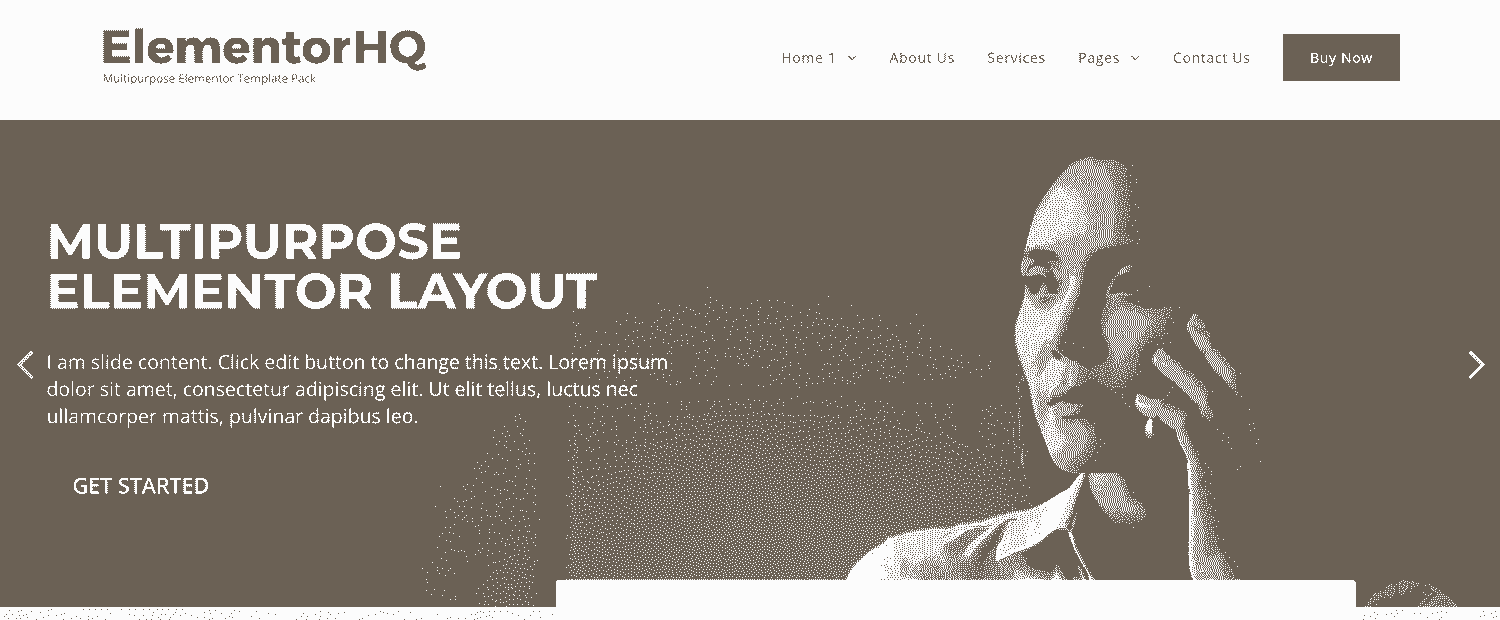 ElementorHQ
Multipurpose Elementor Template Pack
Home 1 About Us Services Pages Contact Us Buy Now
MULTIPURPOSE
ELEMENTOR LAYOUT
I am slide content. Click edit button to change this text. Lorem ipsum
dolor sit amet, consectetur adipiscing elit. Ut elit tellus, luctus nec
ullamcorper mattis, pulvinar dapibus leo.
GET STARTED